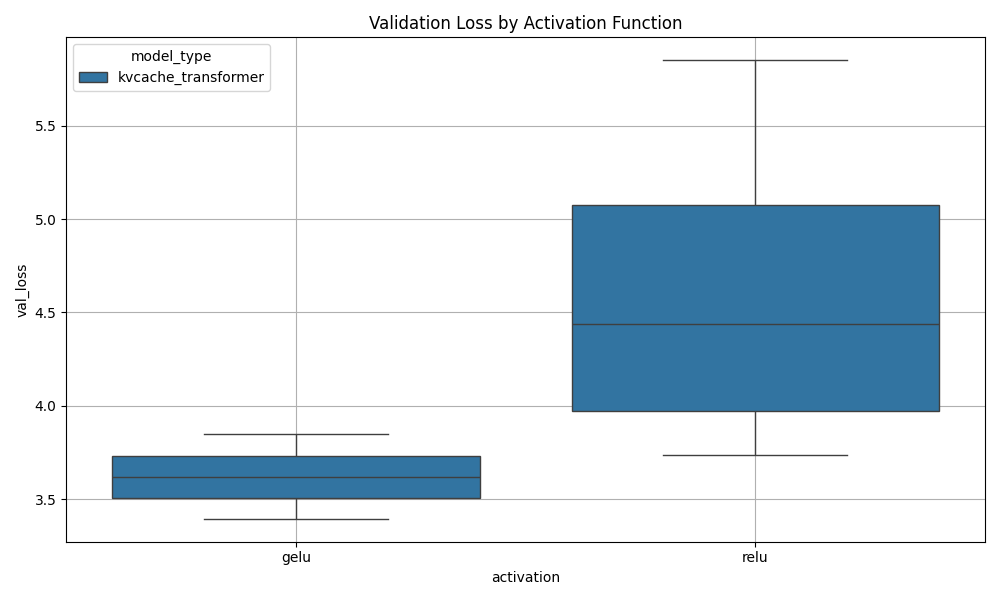 Validation Loss by Activation Function
model_type
kvcache_transformer
5.5
5.0
4.5
4.0
3.5
val_loss
gelu
relu
activation